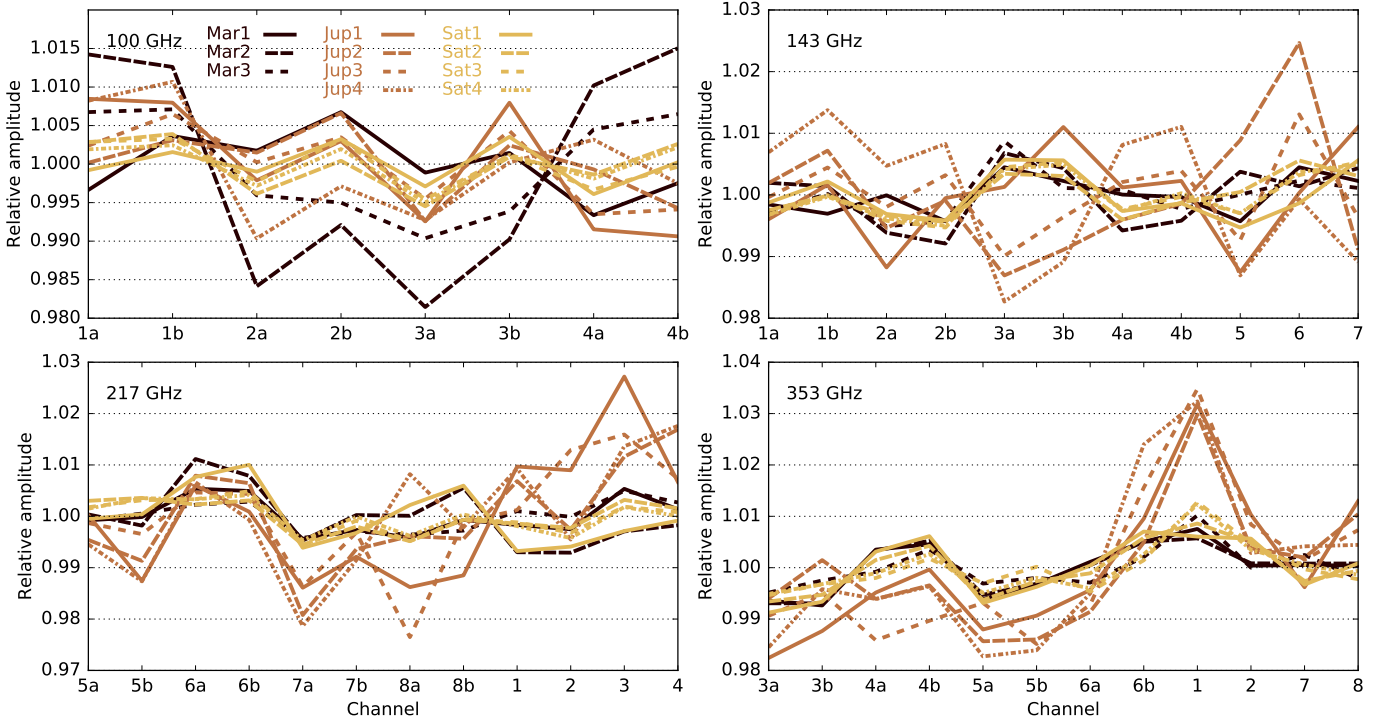 100 GHz
Mar1 Jup1 Sat1
Mar2 Jup2 Sat2
Mar3 Jup3 Sat3
Jup4 Sat4
Relative amplitude
1.015
1.010
1.005
1.000
0.995
0.990
0.985
0.980
1a 1b 2a 2b 3a 3b 4a 4b
143 GHz
Relative amplitude
1.03
1.02
1.01
1.00
0.99
0.98
1a 1b 2a 2b 3a 3b 4a 4b 5 6 7
217 GHz
Relative amplitude
1.03
1.02
1.01
1.00
0.99
0.98
0.97
5a 5b 6a 6b 7a 7b 8a 8b 1 2 3 4
Channel
353 GHz
Relative amplitude
1.04
1.03
1.02
1.01
1.00
0.99
0.98
3a 3b 4a 4b 5a 5b 6a 6b 1 2 7 8
Channel